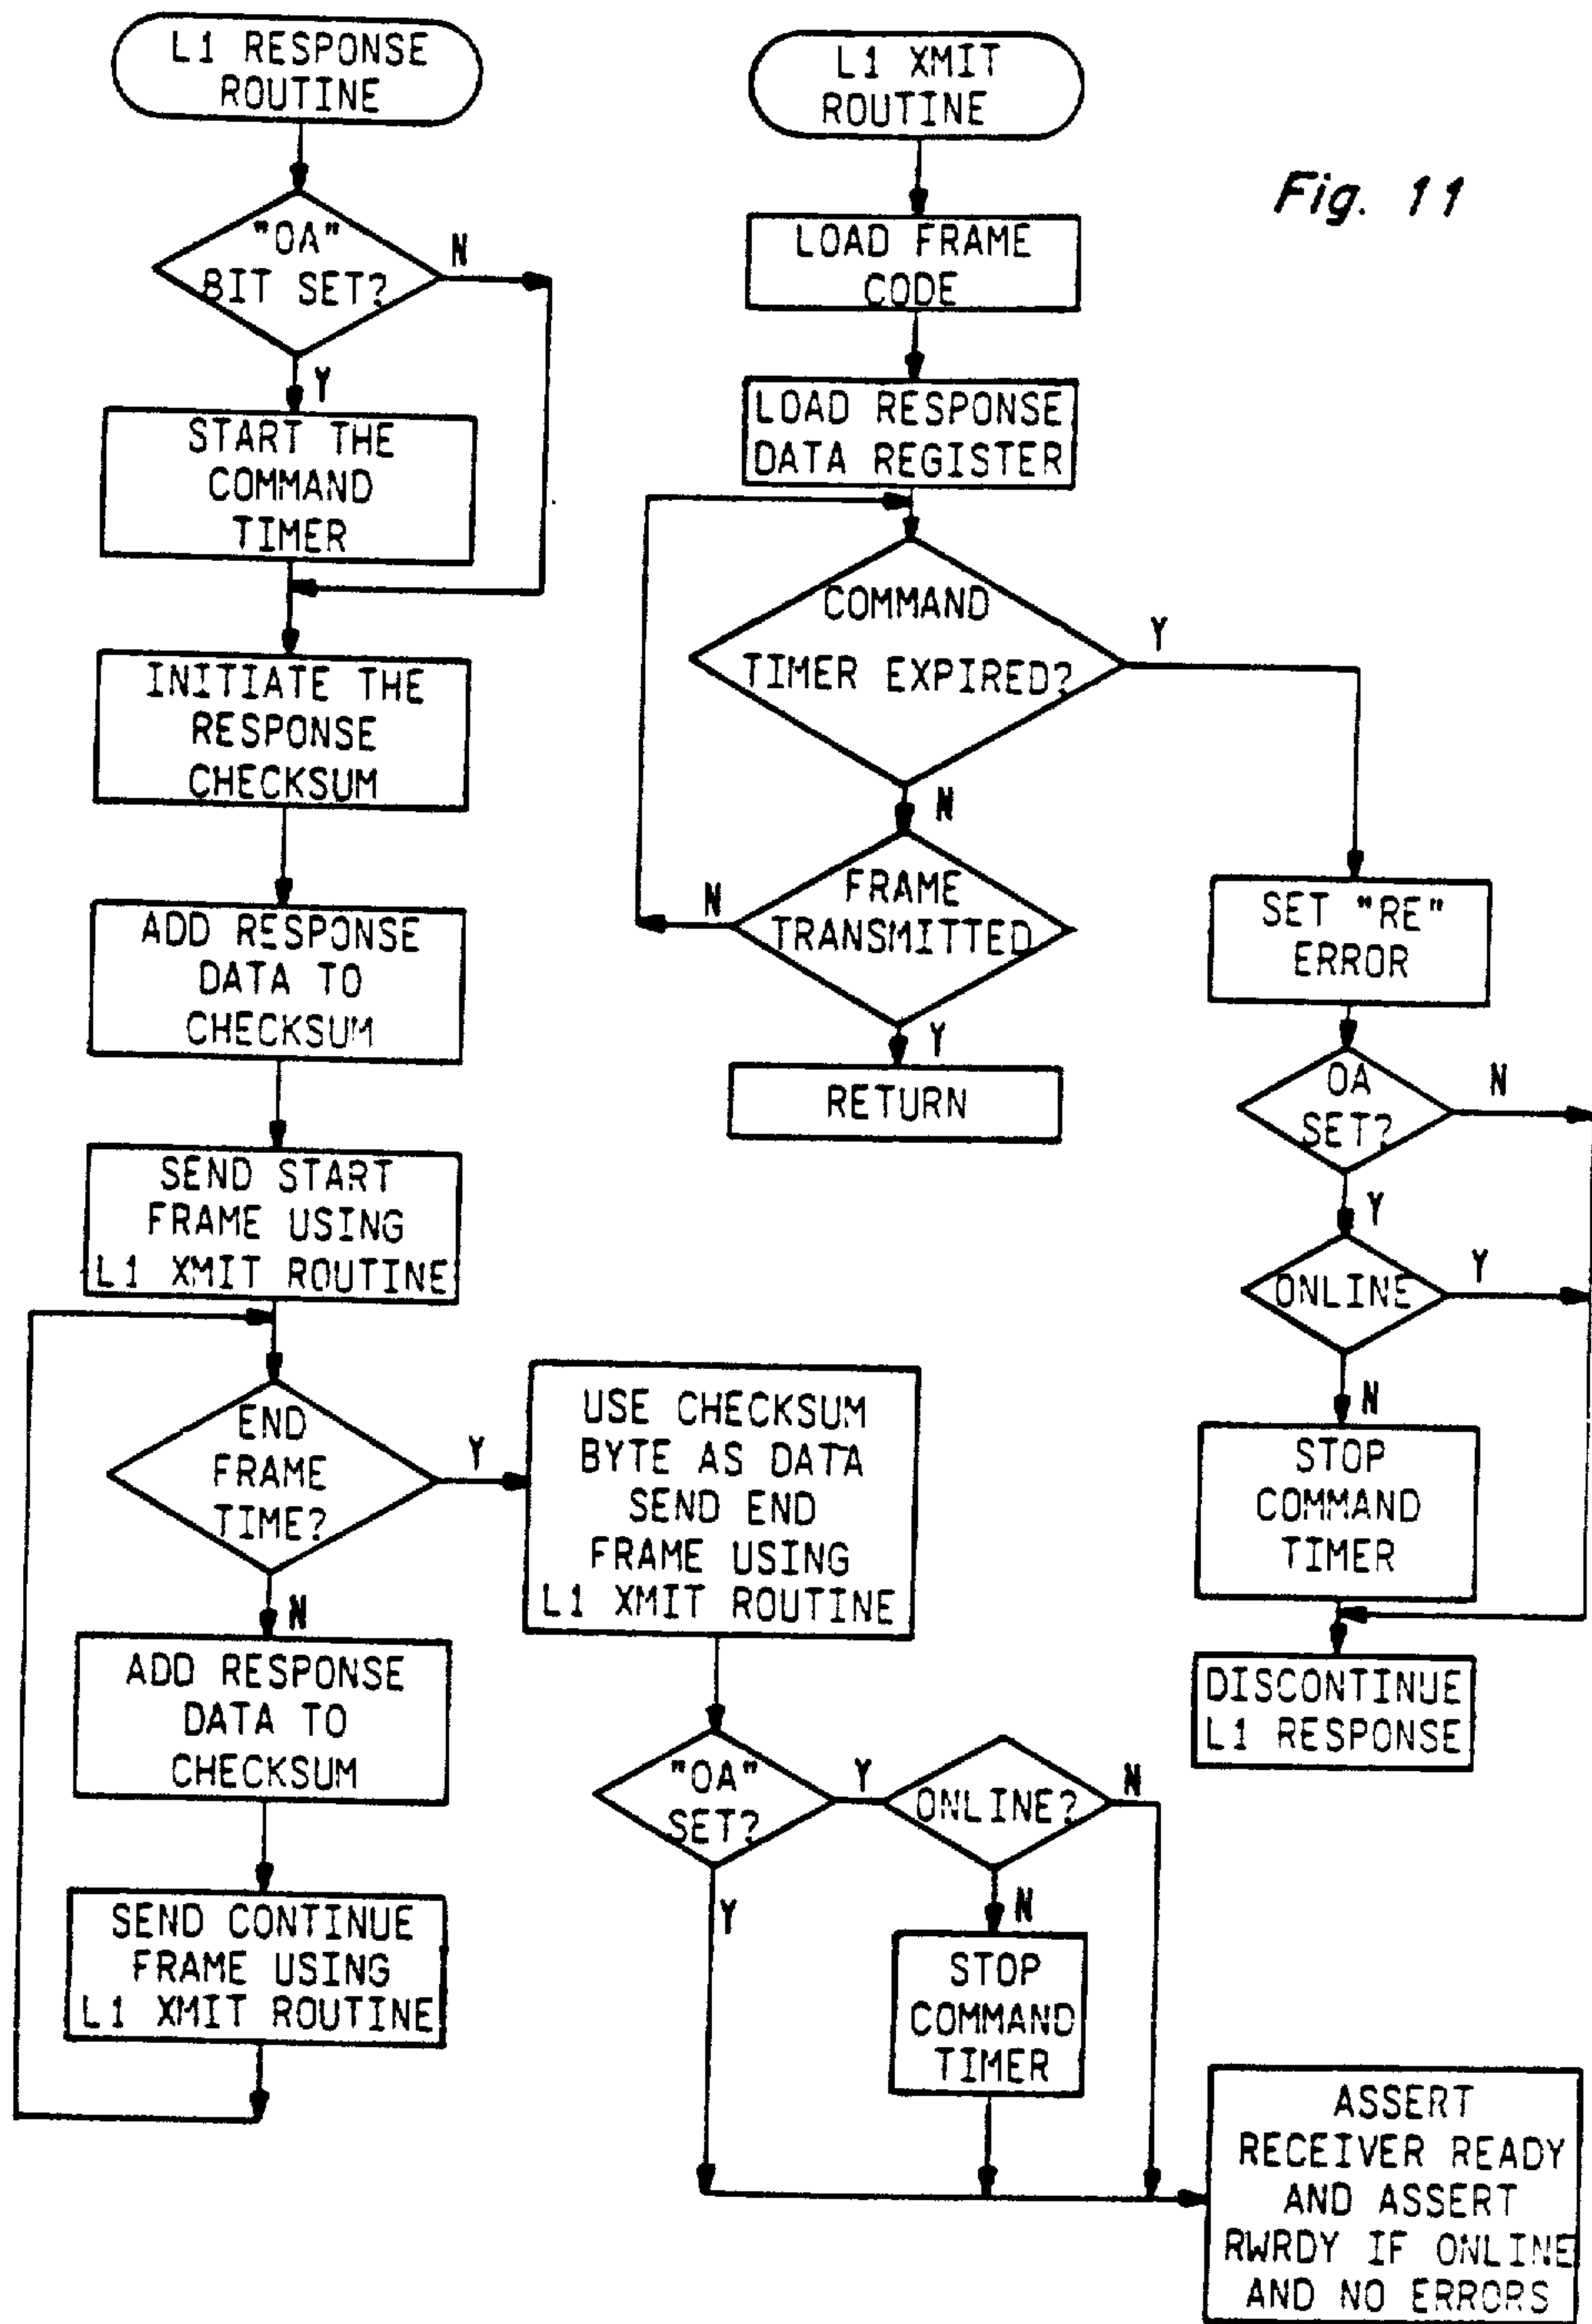 L1 RESPONSE
ROUTINE
"OA"
BIT SET?
N
Y
START THE
COMMAND
TIMER
INITIATE THE
RESPONSE
CHECKSUM
ADD RESPONSE
DATA TO
CHECKSUM
SEND START
FRAME USING
L1 XMIT ROUTINE
END
FRAME
TIME?
Y
N
ADD RESPONSE
DATA TO
CHECKSUM
SEND CONTINUE
FRAME USING
L1 XMIT ROUTINE
USE CHECKSUM
BYTE AS DATA
SEND END
FRAME USING
L1 XMIT ROUTINE
"OA"
SET?
Y
Y
ONLINE?
N
N
STOP
COMMAND
TIMER
ASSERT
RECEIVER READY
AND ASSERT
RWRDY IF ONLINE
AND NO ERRORS
L1 XMIT
ROUTINE
LOAD FRAME
CODE
LOAD RESPONSE
DATA REGISTER
COMMAND
TIMER EXPIRED?
Y
N
FRAME
TRANSMITTED
N
Y
RETURN
SET "RE"
ERROR
OA
SET?
N
Y
ONLINE
Y
N
STOP
COMMAND
TIMER
DISCONTINUE
L1 RESPONSE
Fig. 11